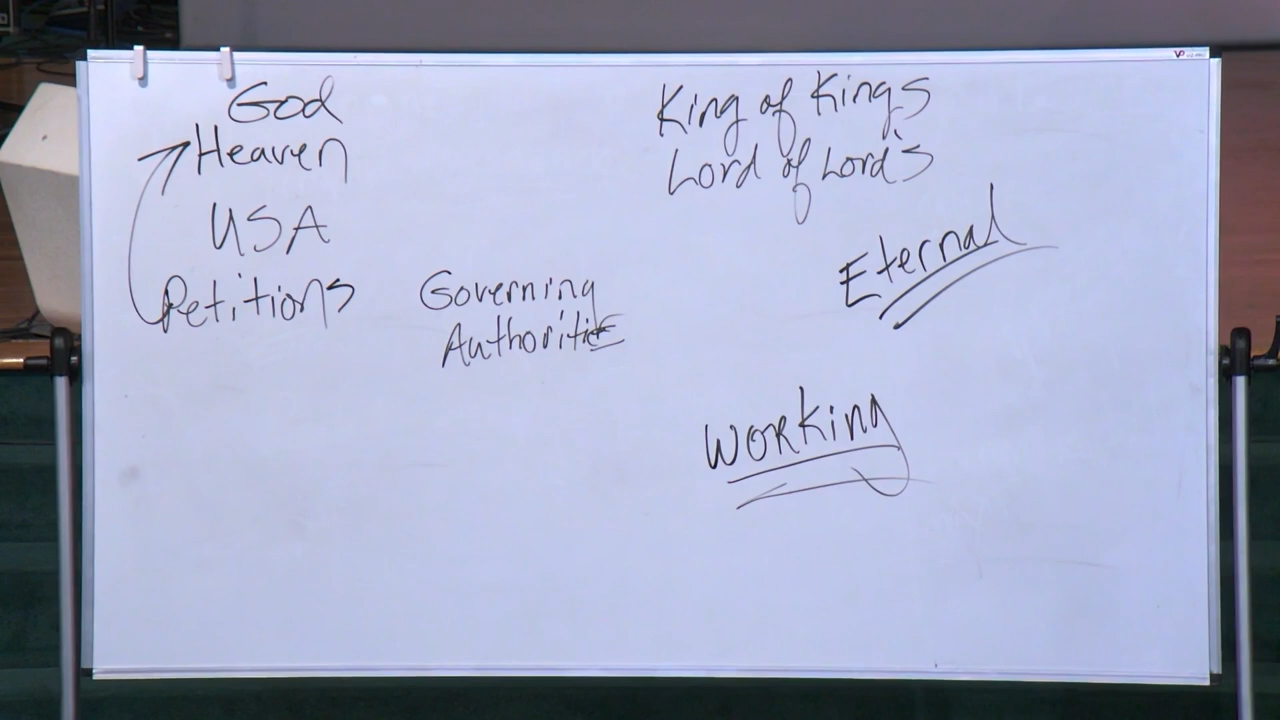 God
Heaven
USA
Petitions
Governing
Authoritie
King of Kings
Lord of Lord's
Eternal
Working